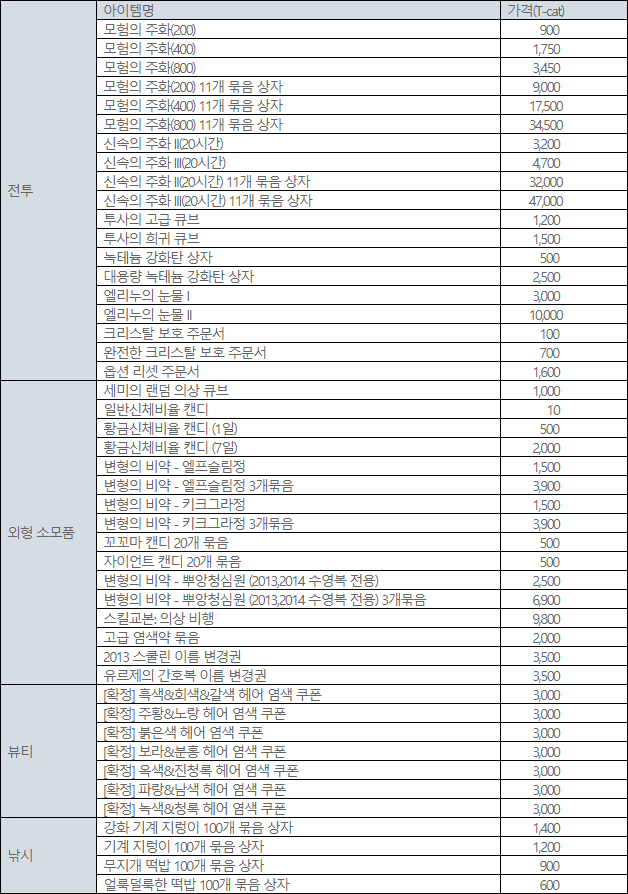 아이템명 가격(T-cat)
전투
모험의 주화(200) 900
모험의 주화(400) 1,750
모험의 주화(800) 3,450
모험의 주화(200) 11개 묶음 상자 9,000
모험의 주화(400) 11개 묶음 상자 17,500
모험의 주화(800) 11개 묶음 상자 34,500
신속의 주화 II(20시간) 3,200
신속의 주화 III(20시간) 4,700
신속의 주화 II(20시간) 11개 묶음 상자 32,000
신속의 주화 III(20시간) 11개 묶음 상자 47,000
투사의 고급 큐브 1,200
투사의 희귀 큐브 1,500
녹테늄 강화탄 상자 500
대용량 녹테늄 강화탄 상자 2,500
엘리누의 눈물 I 3,000
엘리누의 눈물 II 10,000
크리스탈 보호 주문서 100
완전한 크리스탈 보호 주문서 700
옵션 리셋 주문서 1,600
외형 소모품
세미의 랜덤 의상 큐브 1,000
일반신체비율 캔디 10
황금신체비율 캔디 (1일) 500
황금신체비율 캔디 (7일) 2,000
변형의 비약 - 엘프슬림정 1,500
변형의 비약 - 엘프슬림정 3개묶음 3,900
변형의 비약 - 키크그라정 1,500
변형의 비약 - 키크그라정 3개묶음 3,900
꼬꼬마 캔디 20개 묶음 500
자이언트 캔디 20개 묶음 500
변형의 비약 - 뿌앙청심원 (2013,2014 수영복 전용) 2,500
변형의 비약 - 뿌앙청심원 (2013,2014 수영복 전용) 3개묶음 6,900
스킬교본: 의상 비행 9,800
고급 염색약 묶음 2,000
2013 스쿨린 이름 변경권 3,500
유르제의 간호복 이름 변경권 3,500
뷰티
[확정] 흑색&회색&갈색 헤어 염색 쿠폰 3,000
[확정] 주황&노랑 헤어 염색 쿠폰 3,000
[확정] 붉은색 헤어 염색 쿠폰 3,000
[확정] 보라&분홍 헤어 염색 쿠폰 3,000
[확정] 옥색&진청록 헤어 염색 쿠폰 3,000
[확정] 파랑&남색 헤어 염색 쿠폰 3,000
[확정] 녹색&청록 헤어 염색 쿠폰 3,000
낚시
강화 기계 지렁이 100개 묶음 상자 1,400
기계 지렁이 100개 묶음 상자 1,200
무지개 떡밥 100개 묶음 상자 900
얼룩덜룩한 떡밥 100개 묶음 상자 600